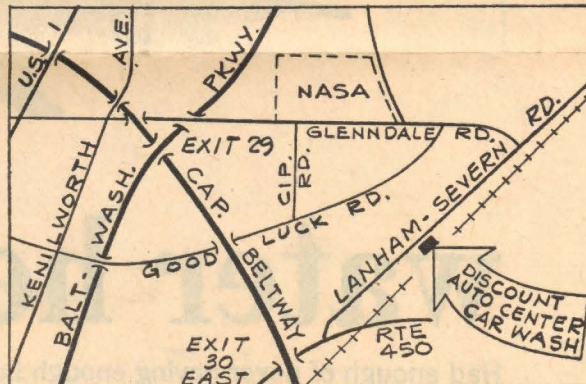 U.S. 1
KENILWORTH AVE.
BALT-WASH. PKWY.
NASA
EXIT 29
GLENNDALE RD.
CIP. RD.
GOOD LUCK RD.
CAP. BELTWAY
LANHAM-SEVERN RD.
RTE
450
EXIT
30
EAST
DISCOUNT
AUTO CENTER
CAR WASH